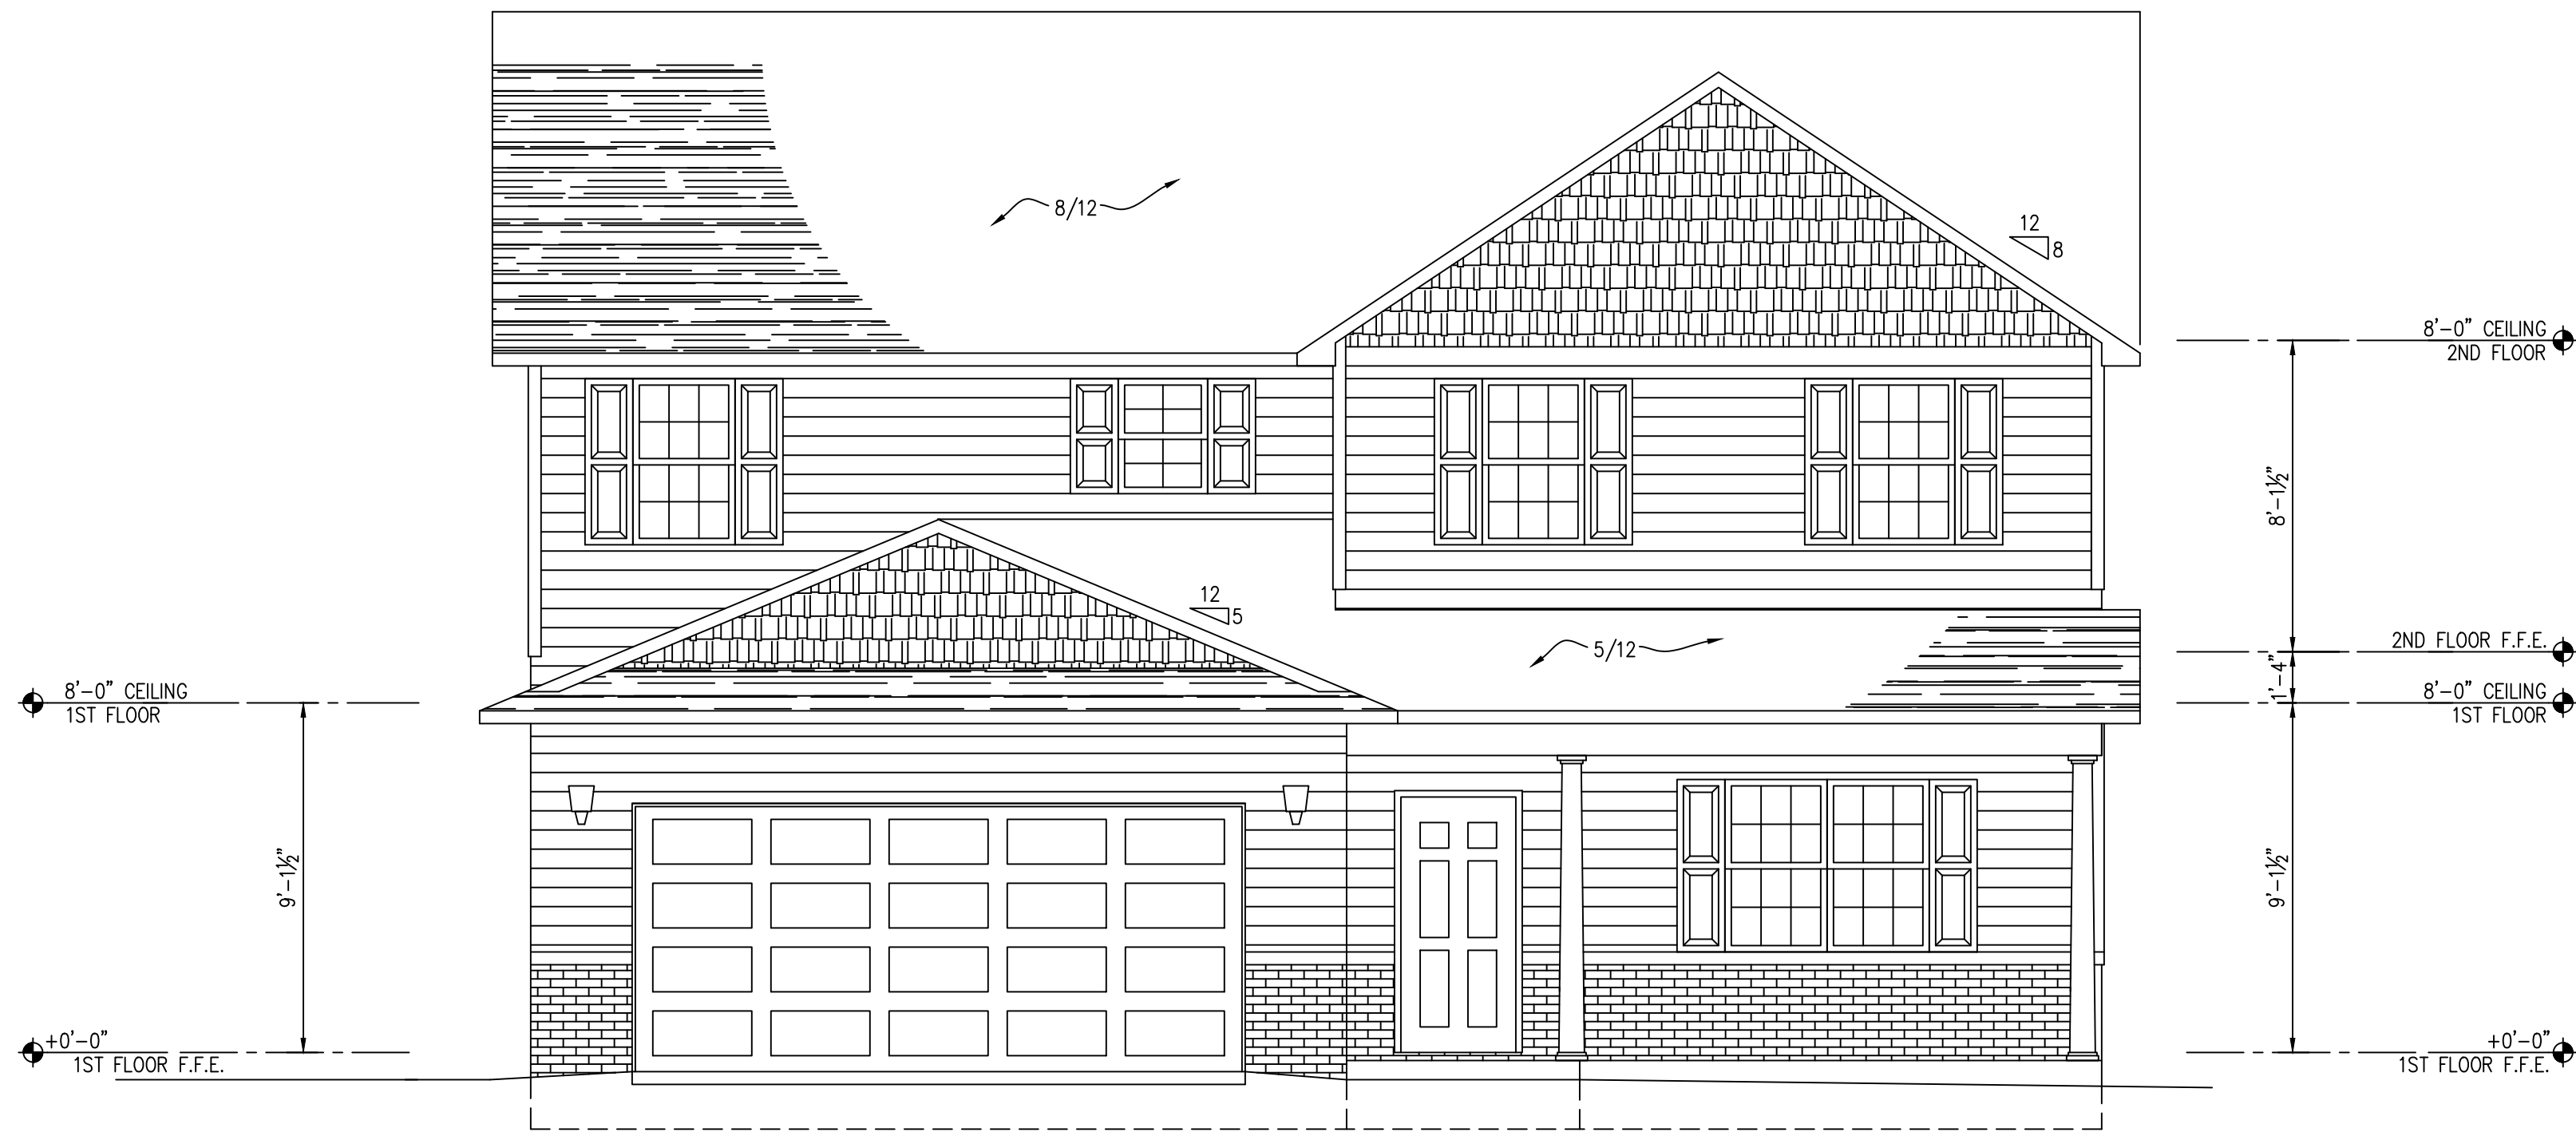 8/12
12
8
8'-0" CEILING
2ND FLOOR
8'-1½"
12
5
5/12
2ND FLOOR F.F.E.
1'-4"
8'-0" CEILING
1ST FLOOR
8'-0" CEILING
1ST FLOOR
9'-1½"
9'-1½"
+0'-0"
1ST FLOOR F.F.E.
+0'-0"
1ST FLOOR F.F.E.